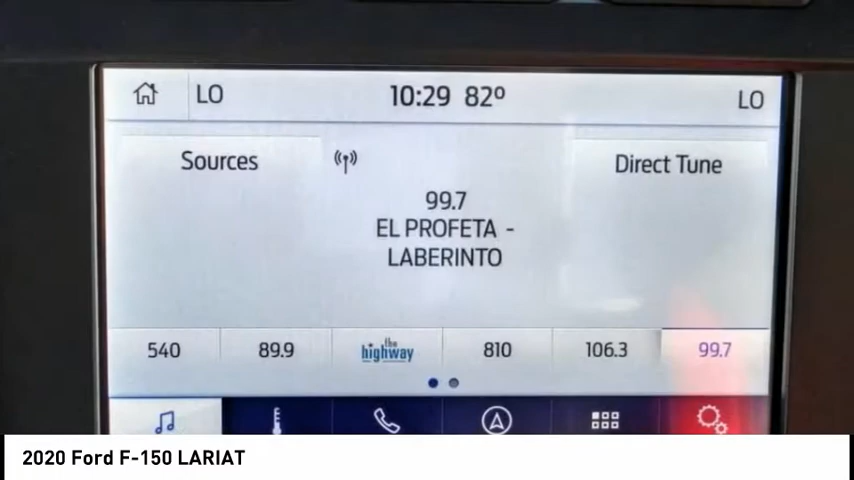 LO 10:29 82° LO
Sources Direct Tune
99.7
EL PROFETA -
LABERINTO
540 89.9 the highway 810 106.3 99.7
2020 Ford F-150 LARIAT